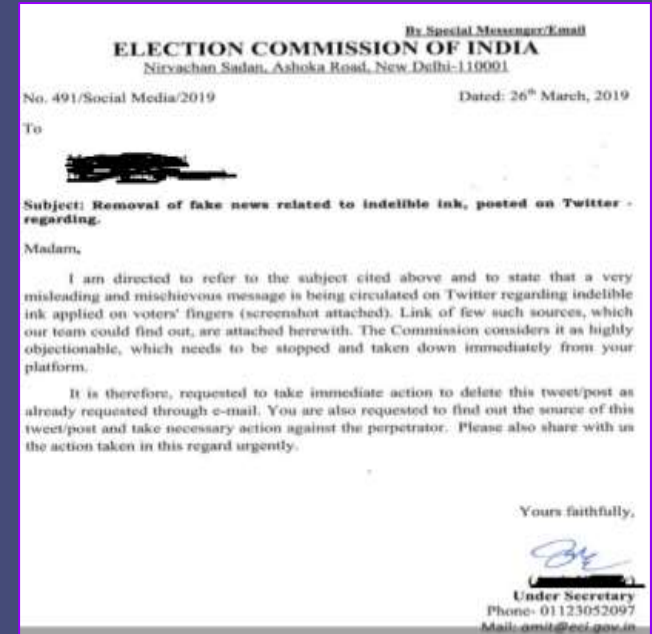 By Special Messenger/Email
ELECTION COMMISSION OF INDIA
Nirvachan Sadan, Ashoka Road, New Delhi-110001
No. 491/Social Media/2019 Dated: 26th March, 2019
To
Subject: Removal of fake news related to indelible ink, posted on Twitter -
regarding.
Madam,
I am directed to refer to the subject cited above and to state that a very
misleading and mischievous message is being circulated on Twitter regarding indelible
ink applied on voters' fingers (screenshot attached). Link of few such sources, which
our team could find out, are attached herewith. The Commission considers it as highly
objectionable, which needs to be stopped and taken down immediately from your
platform.
It is therefore, requested to take immediate action to delete this tweet/post as
already requested through e-mail. You are also requested to find out the source of this
tweet/post and take necessary action against the perpetrator. Please also share with us
the action taken in this regard urgently.
Yours faithfully,
Under Secretary
Phone- 01123052097
Mail: amit@eci.gov.in